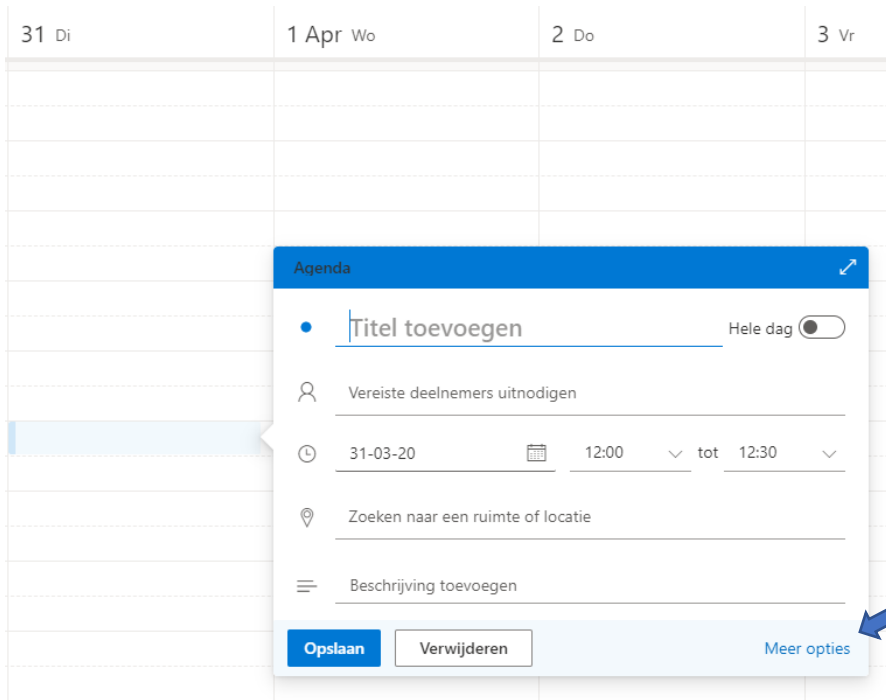 31 Di 1 Apr Wo 2 Do 3 Vr
Agenda
Titel toevoegen Hele dag
Vereiste deelnemers uitnodigen
31-03-20 12:00 tot 12:30
Zoeken naar een ruimte of locatie
Beschrijving toevoegen
Opslaan Verwijderen Meer opties